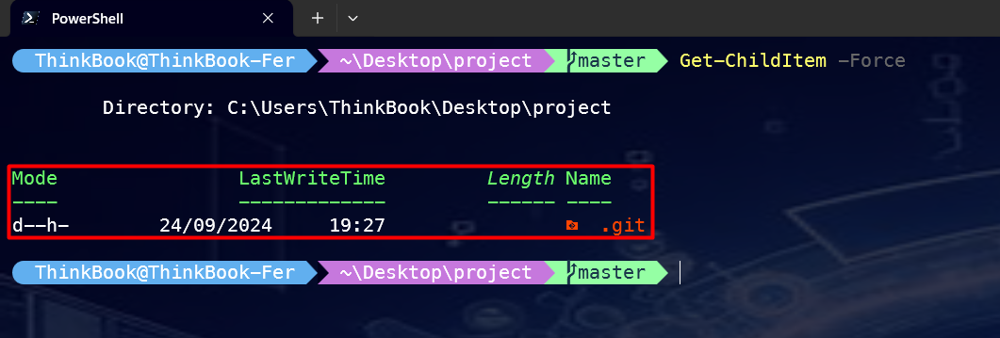 PowerShell
ThinkBook@ThinkBook-Fer ~\Desktop\project master Get-ChildItem -Force
Directory: C:\Users\ThinkBook\Desktop\project
Mode LastWriteTime Length Name
---- ------------- ------ ----
d--h- 24/09/2024 19:27 .git
ThinkBook@ThinkBook-Fer ~\Desktop\project master